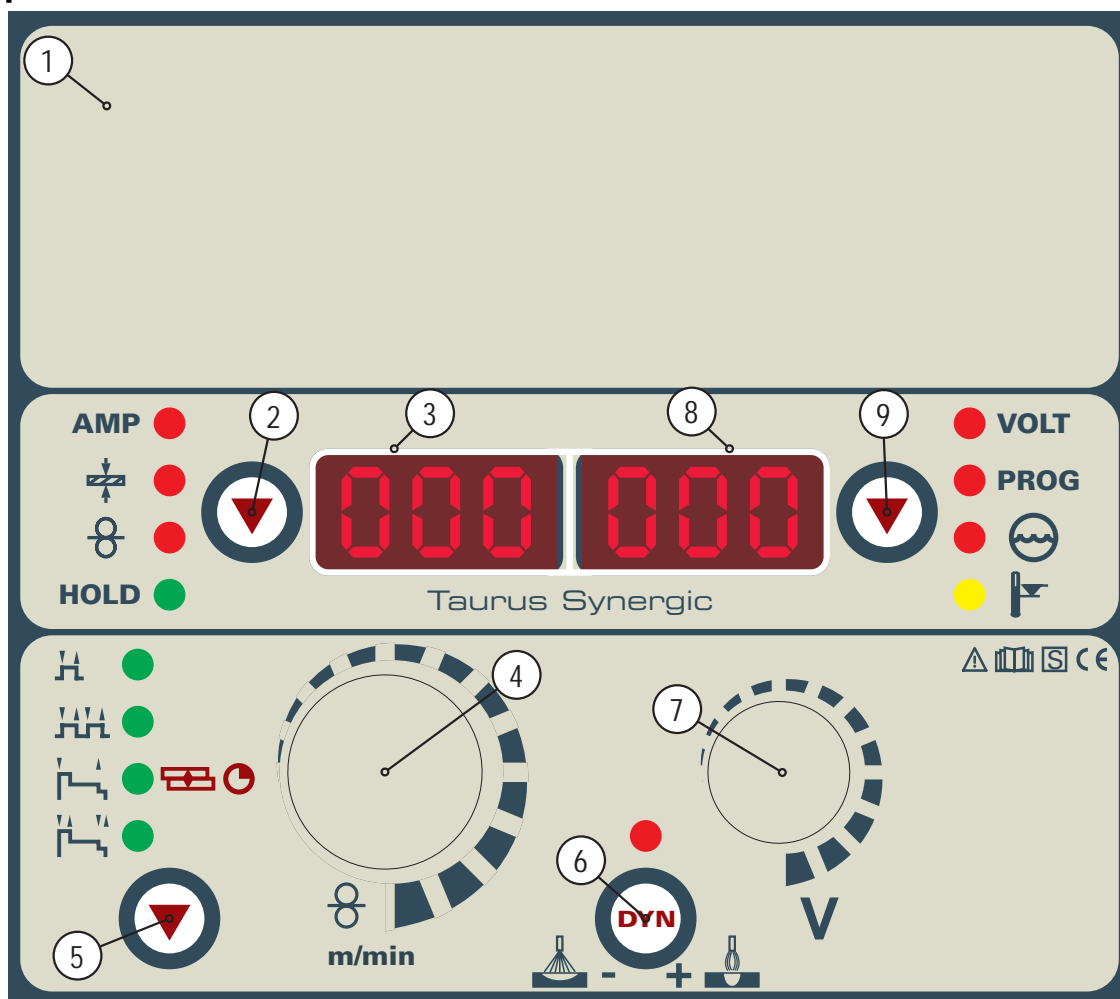 1
2 3 8 9
AMP VOLT
PROG
HOLD
000 000
Taurus Synergic
S CE
4 7
6
DYN
5
m/min
V
- +